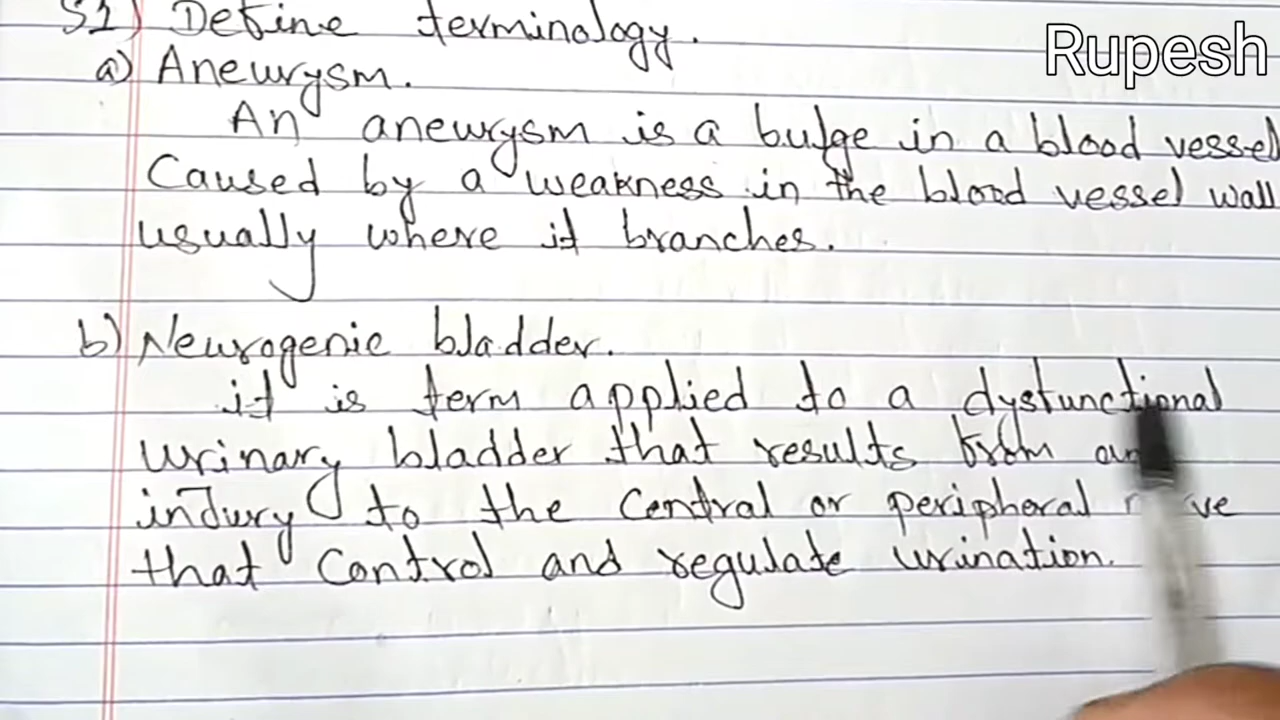 51) Define terminology.
Rupesh
a) Aneurysm.
An aneurysm is a bulge in a blood vessel
Caused by a weakness in the blood vessel wall
usually where it branches.
b) Neurogenic bladder.
it is term applied to a dysfunctional
urinary bladder that results from
injury to the central or peripheral
that control and regulate urination.